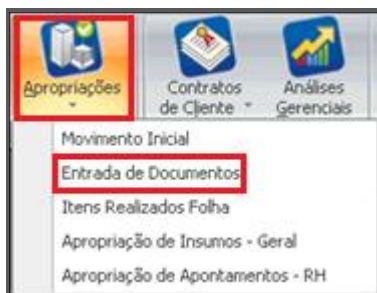 Apropriações
Contratos
de Cliente
Análises
Gerenciais
Movimento Inicial
Entrada de Documentos
Itens Realizados Folha
Apropriação de Insumos - Geral
Apropriação de Apontamentos - RH